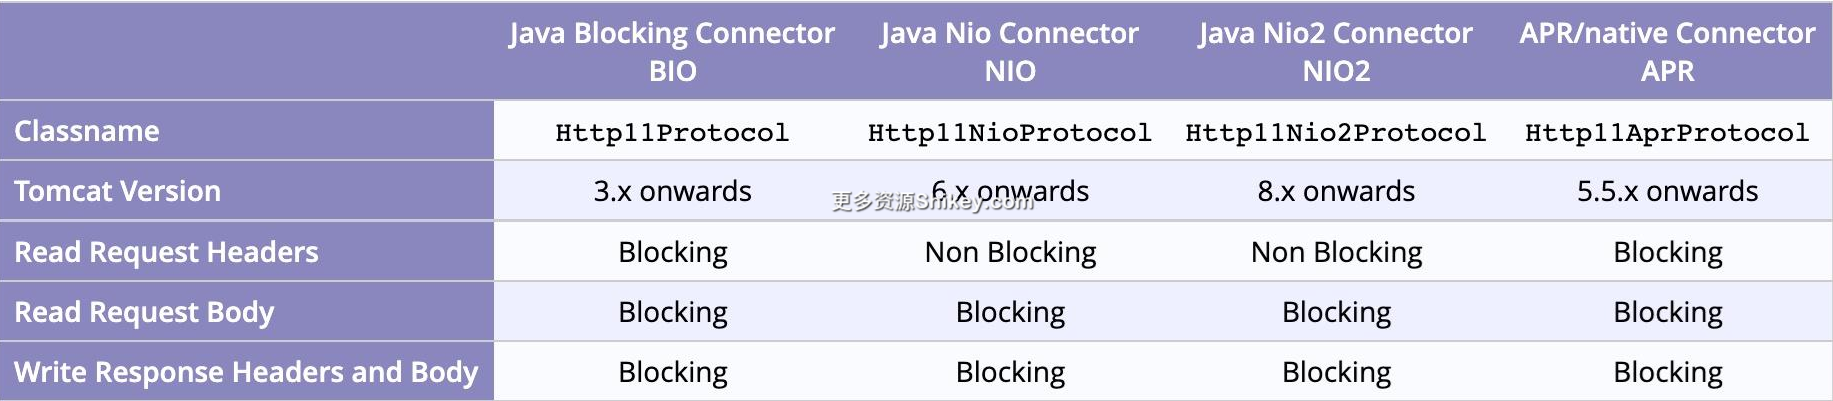 Java Blocking Connector Java Nio Connector Java Nio2 Connector APR/native Connector
BIO NIO NIO2 APR
Classname Http11Protocol Http11NioProtocol Http11Nio2Protocol Http11AprProtocol
Tomcat Version 3.x onwards 6.x onwards 8.x onwards 5.5.x onwards
更多资源Shikey.com
Read Request Headers Blocking Non Blocking Non Blocking Blocking
Read Request Body Blocking Blocking Blocking Blocking
Write Response Headers and Body Blocking Blocking Blocking Blocking